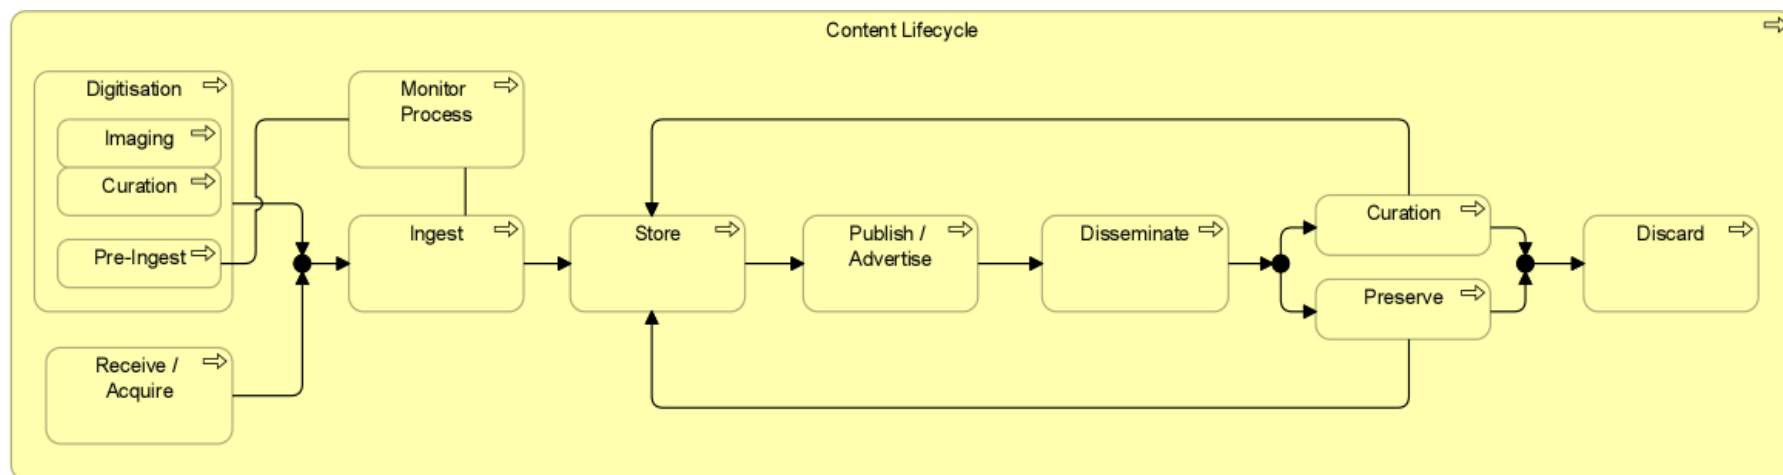 Content Lifecycle
Digitisation
Imaging
Curation
Pre-Ingest
Receive /
Acquire
Monitor
Process
Ingest
Store
Publish /
Advertise
Disseminate
Curation
Preserve
Discard